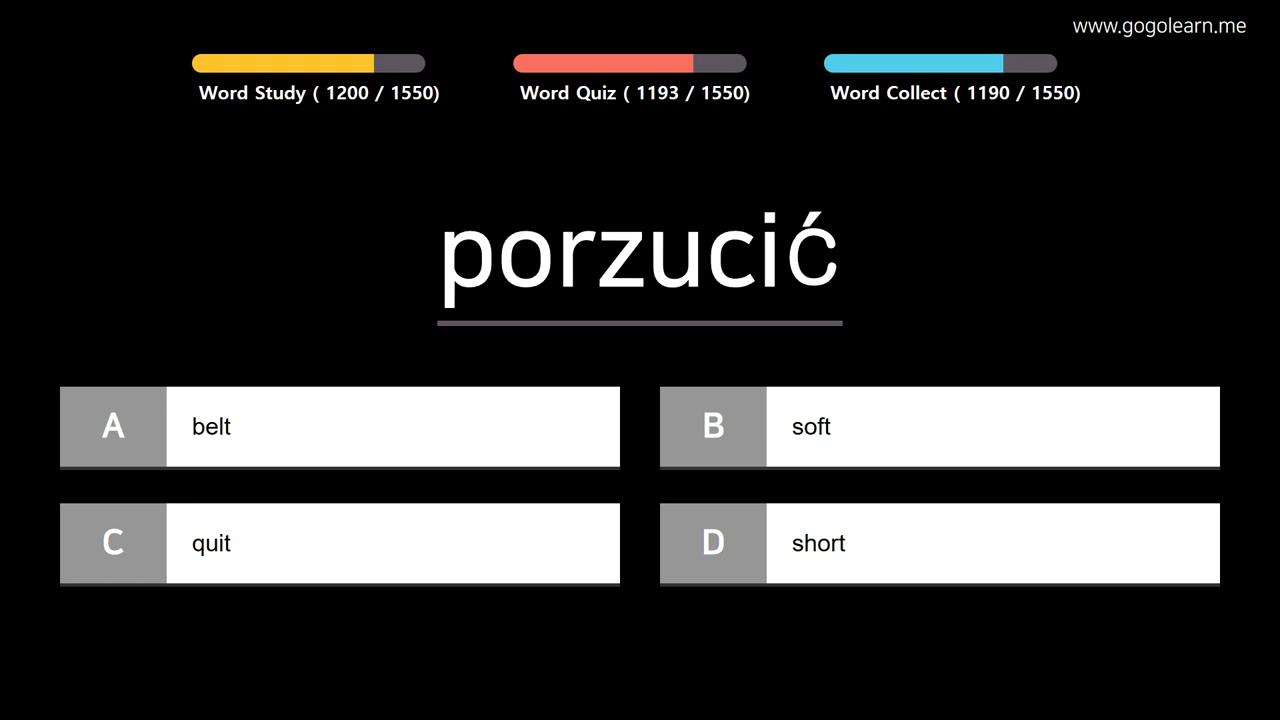 www.gogolearn.me
Word Study ( 1200 / 1550)
Word Quiz ( 1193 / 1550)
Word Collect ( 1190 / 1550)
porzucić
A belt
B soft
C quit
D short